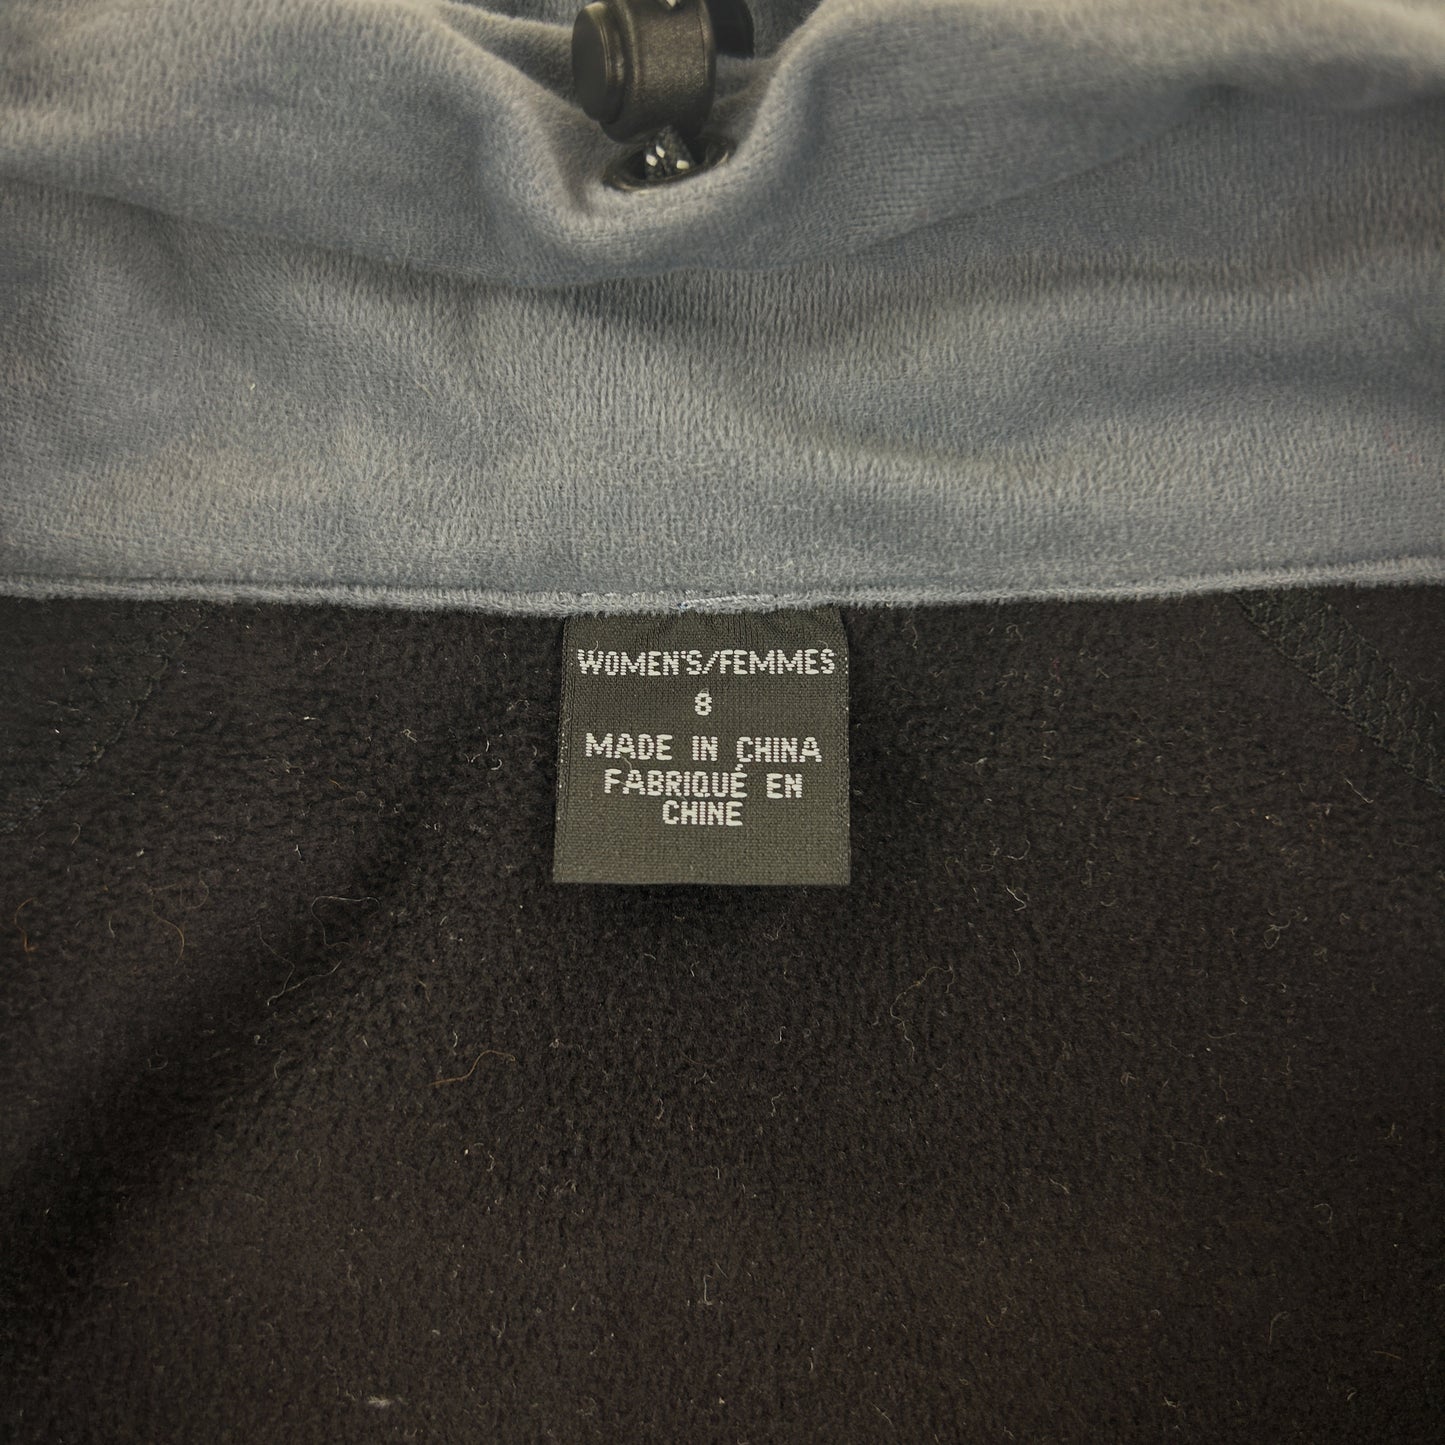 WOMEN'S/FEMMES
8
MADE IN CHINA
FABRIQUÉ EN
CHINE